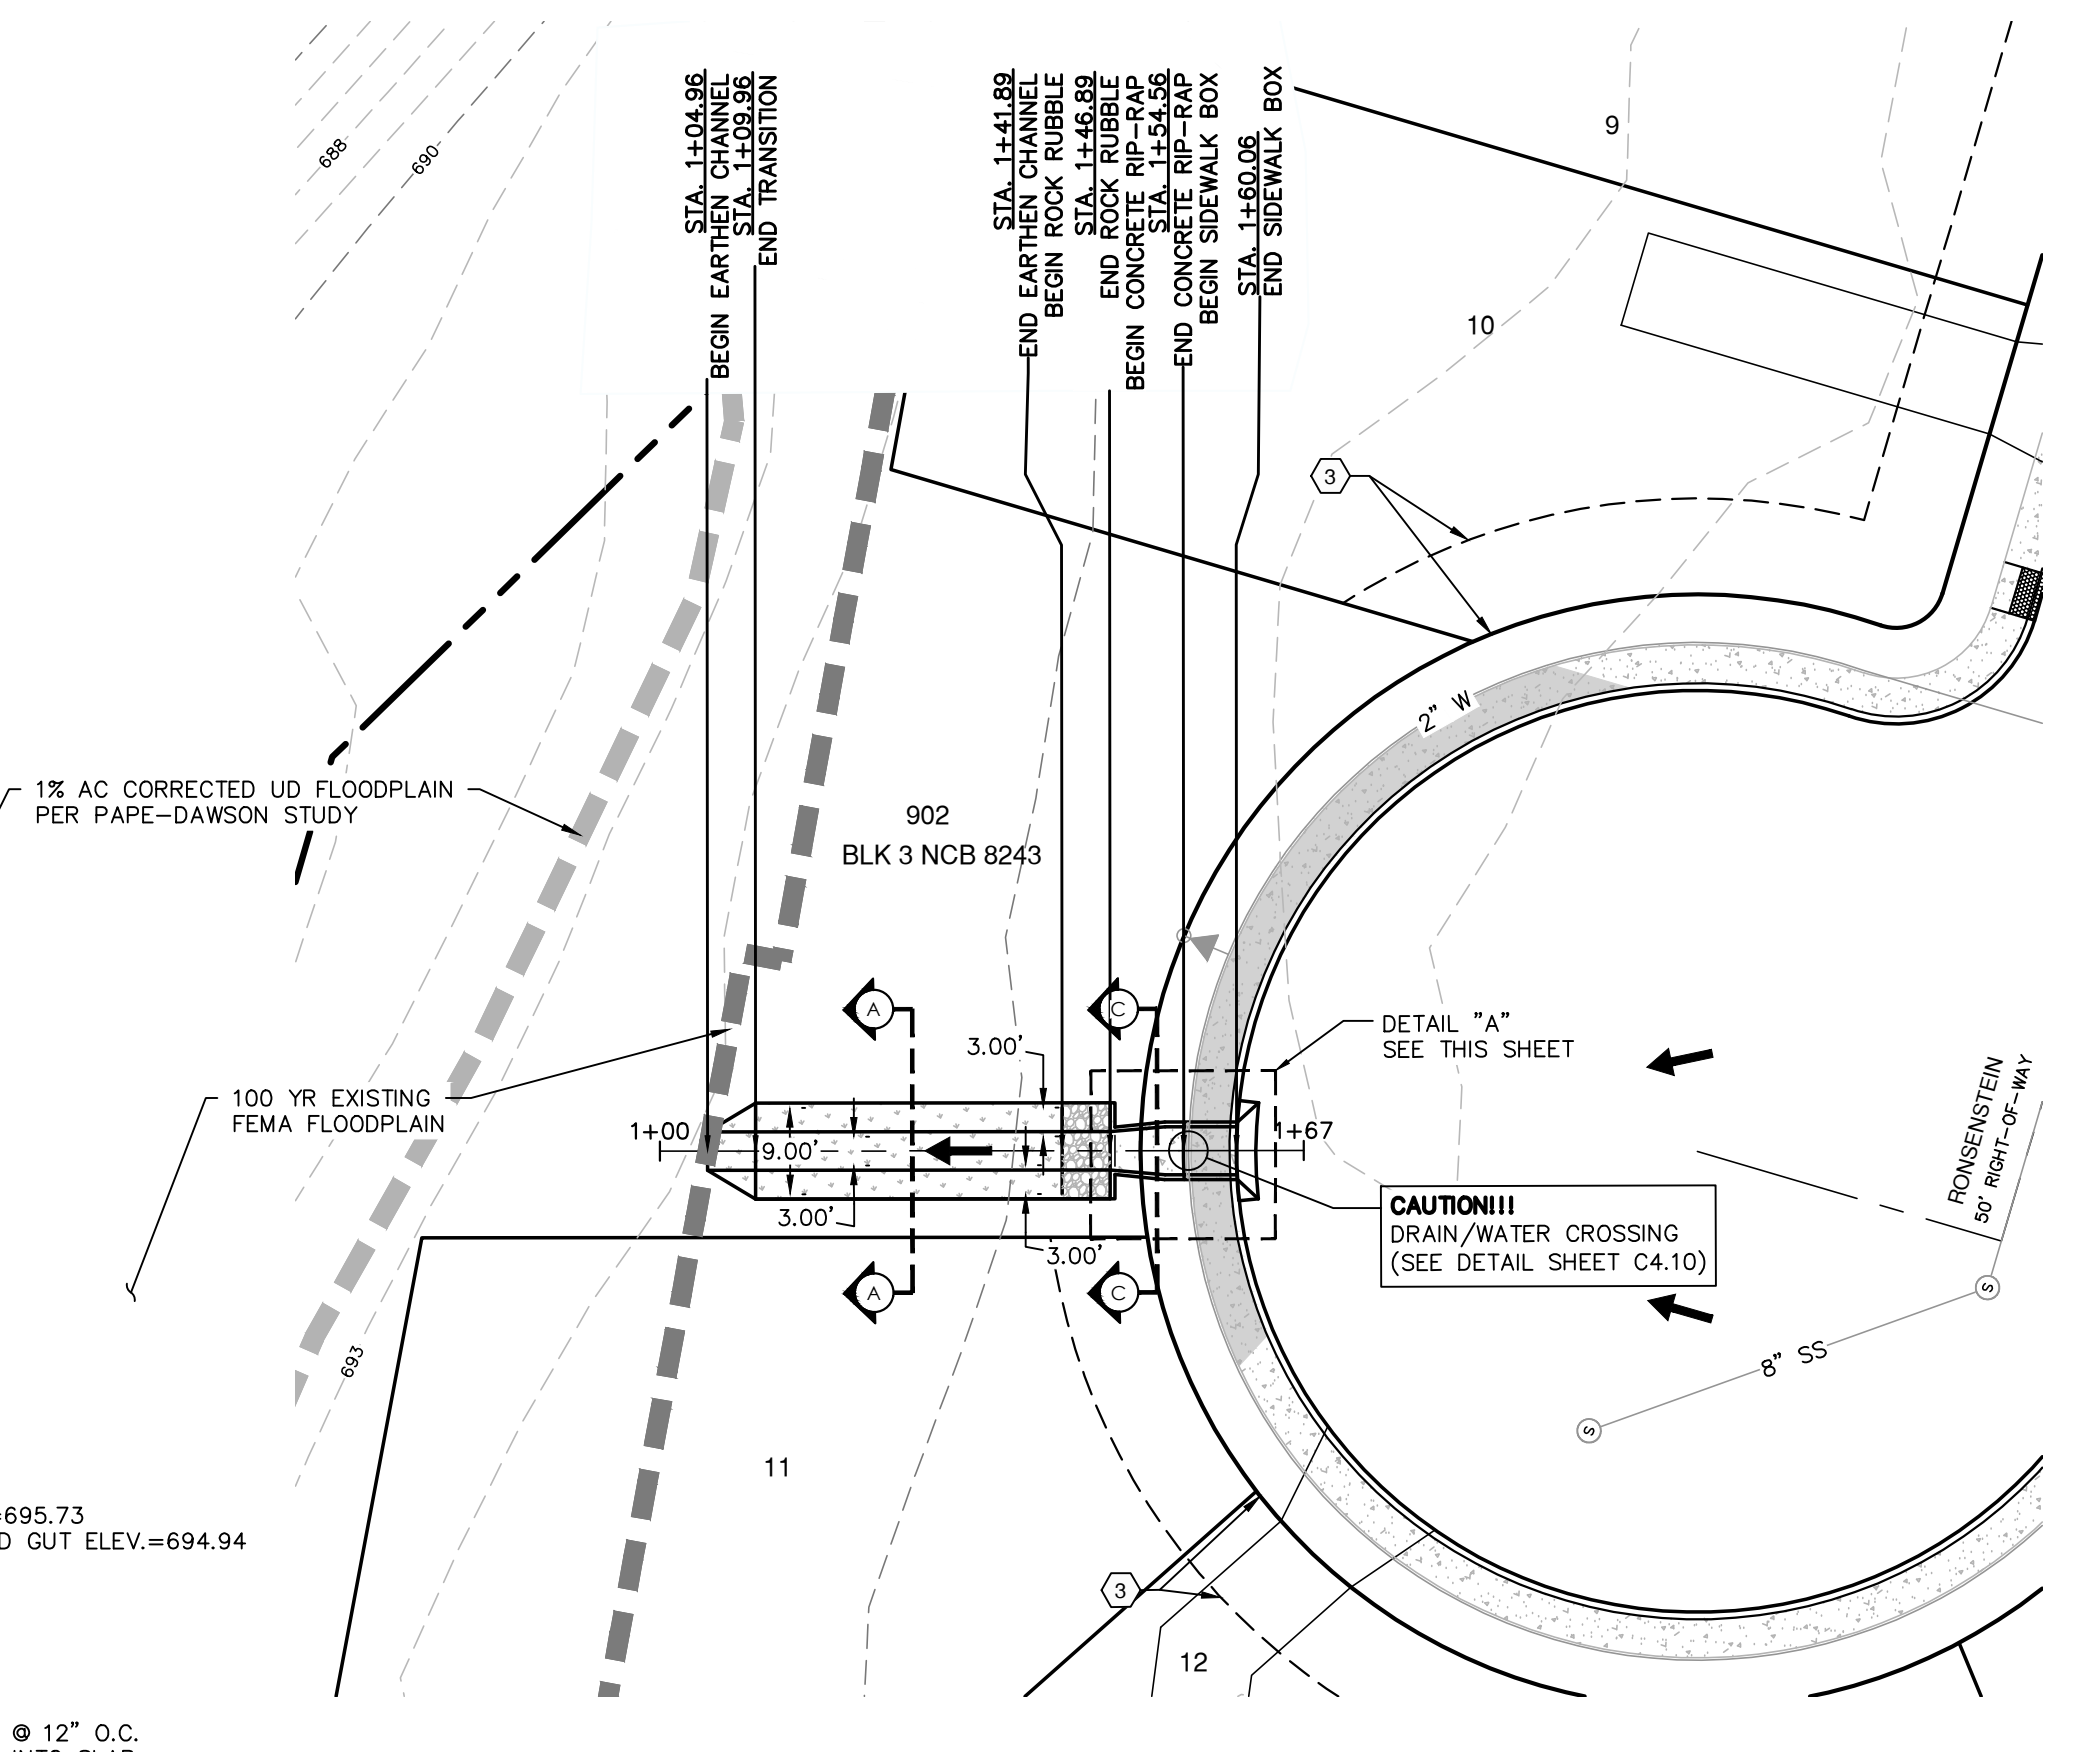 STA. 1+04.96
BEGIN EARTHEN CHANNEL
STA. 1+09.96
END TRANSITION
STA. 1+41.89
END EARTHEN CHANNEL
BEGIN ROCK RUBBLE
STA. 1+46.89
END ROCK RUBBLE
BEGIN CONCRETE RIP-RAP
STA. 1+54.56
END CONCRETE RIP-RAP
BEGIN SIDEWALK BOX
STA. 1+60.06
END SIDEWALK BOX
688
690
9
10
3
2" W
1% AC CORRECTED UD FLOODPLAIN
PER PAPE-DAWSON STUDY
902
BLK 3 NCB 8243
A
C
3.00'
DETAIL "A"
SEE THIS SHEET
100 YR EXISTING
FEMA FLOODPLAIN
1+00
9.00'
1+67
3.00'
3.00'
RONSENSTEIN
50' RIGHT-OF-WAY
CAUTION!!!
DRAIN/WATER CROSSING
(SEE DETAIL SHEET C4.10)
A
C
S
8" SS
S
693
11
=695.73
D GUT ELEV.=694.94
3
12
@ 12" O.C.
INTO SLAB